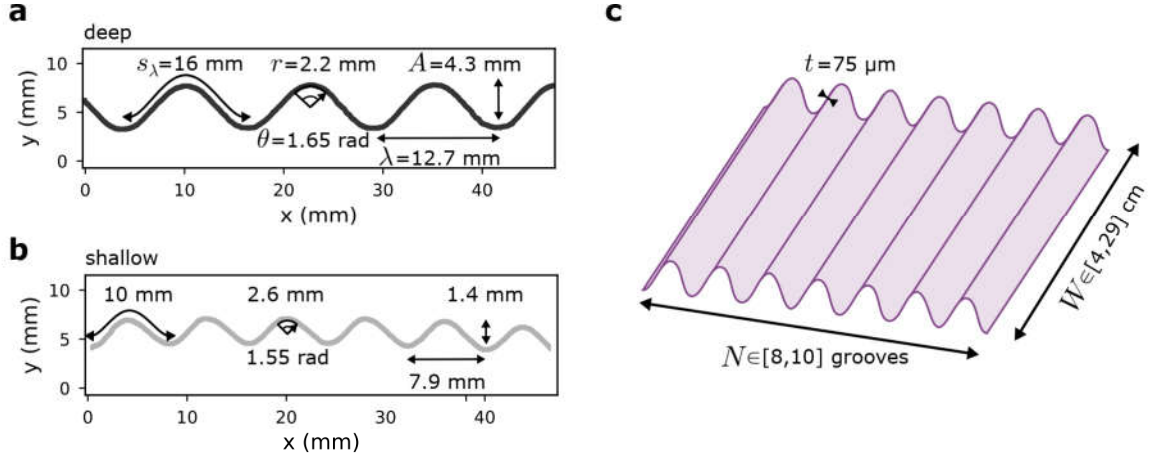 a
deep
s_λ=16 mm
r=2.2 mm
A=4.3 mm
θ=1.65 rad
λ=12.7 mm
10
5
0
y (mm)
0 10 20 30 40
x (mm)
b
shallow
10 mm
2.6 mm
1.4 mm
1.55 rad
7.9 mm
10
5
0
y (mm)
0 10 20 30 40
x (mm)
c
t=75 μm
W∈[4,29] cm
N∈[8,10] grooves